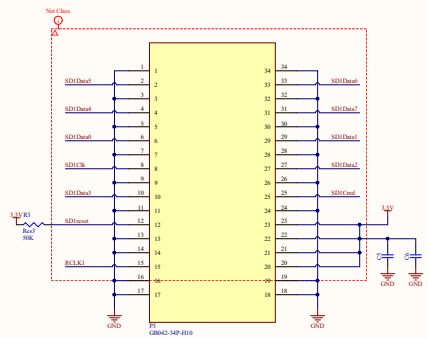 Net Class
1 34
SD1Data5 2 33 SD1Data6
3 32
SD1Data4 4 31 SD1Data7
5 30
SD1Data0 6 29 SD1Data1
7 28
SD1Clk 8 27 SD1Data2
9 26
SD1Data3 10 25 SD1Cmd
11 24
3.3V R3 SD1reset 12 23 3.3V
Res3
50K
13 22
14 21
RCLK1 15 20
16 19
17 18
GND GND GND GND
P3
GB042-34P-H10